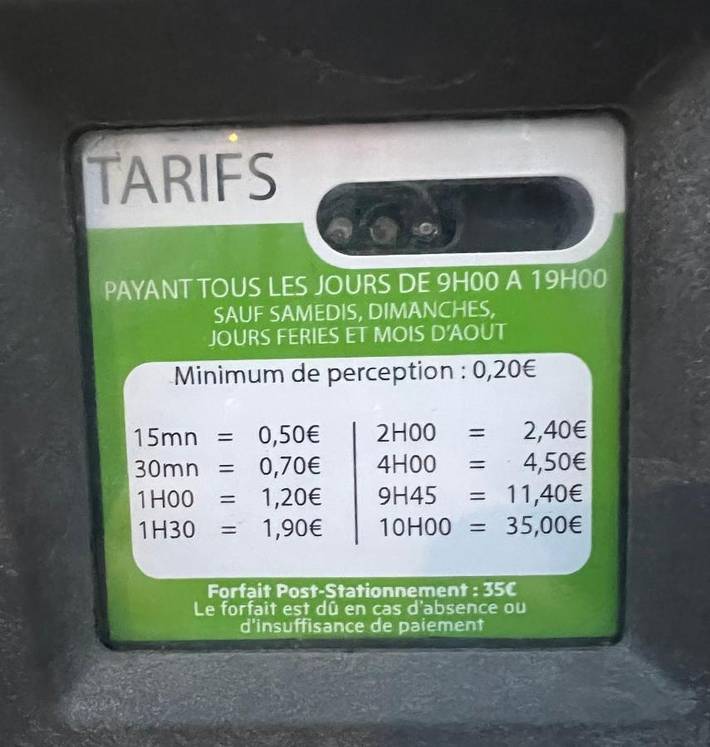 TARIFS
PAYANT TOUS LES JOURS DE 9H00 A 19H00
SAUF SAMEDIS, DIMANCHES,
JOURS FERIES ET MOIS D'AOUT
Minimum de perception : 0,20€
15mn = 0,50€
30mn = 0,70€
1H00 = 1,20€
1H30 = 1,90€
2H00 = 2,40€
4H00 = 4,50€
9H45 = 11,40€
10H00 = 35,00€
Forfait Post-Stationnement : 35€
Le forfait est dû en cas d'absence ou
d'insuffisance de paiement